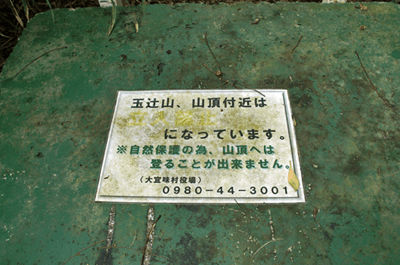 玉辻山、山頂付近は
になっています。
※自然保護の為、山頂へは
登ることが出来ません。
(大宜味村役場)
0980-44-3001